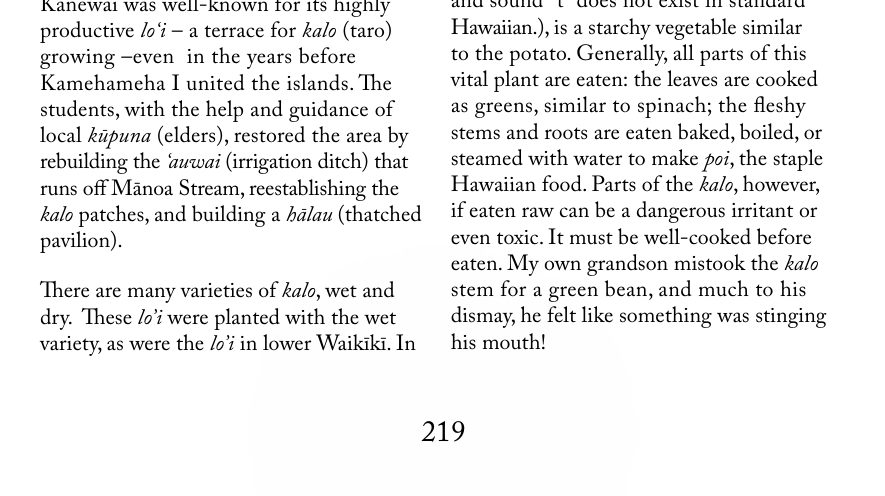 Kānewai was well-known for its highly
productive lo‘i – a terrace for kalo (taro)
growing –even in the years before
Kamehameha I united the islands. The
students, with the help and guidance of
local kūpuna (elders), restored the area by
rebuilding the ‘auwai (irrigation ditch) that
runs off Mānoa Stream, reestablishing the
kalo patches, and building a hālau (thatched
pavilion).
There are many varieties of kalo, wet and
dry. These lo’i were planted with the wet
variety, as were the lo’i in lower Waikīkī. In
and sound "t" does not exist in standard
Hawaiian.), is a starchy vegetable similar
to the potato. Generally, all parts of this
vital plant are eaten: the leaves are cooked
as greens, similar to spinach; the fleshy
stems and roots are eaten baked, boiled, or
steamed with water to make poi, the staple
Hawaiian food. Parts of the kalo, however,
if eaten raw can be a dangerous irritant or
even toxic. It must be well-cooked before
eaten. My own grandson mistook the kalo
stem for a green bean, and much to his
dismay, he felt like something was stinging
his mouth!
219